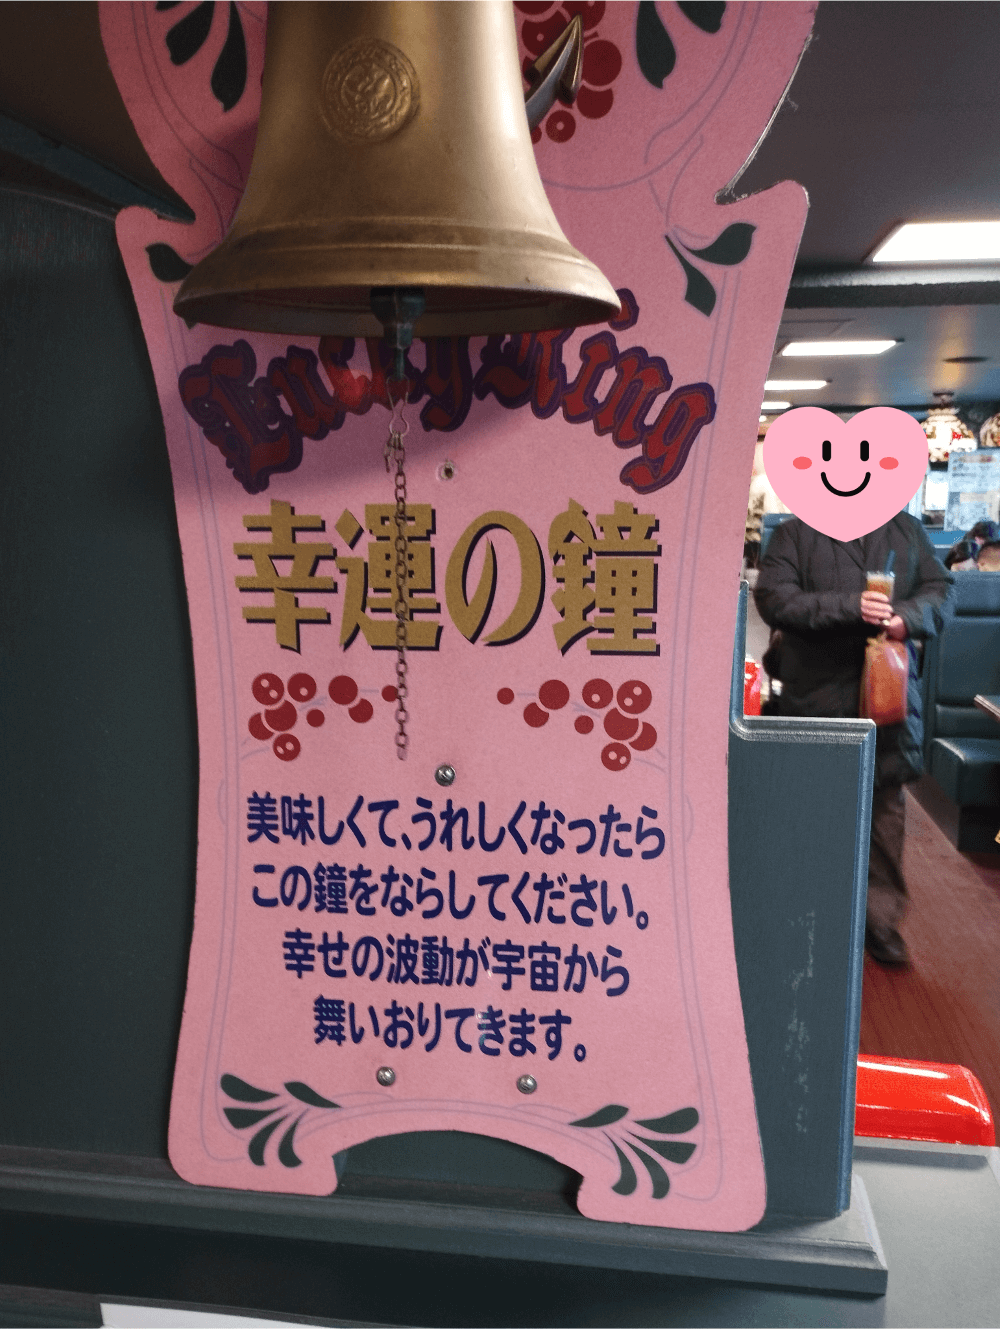 Lucky Ring
幸運の鐘
美味しくて、うれしくなったら
この鐘をならしてください。
幸せの波動が宇宙から
舞いおりてきます。